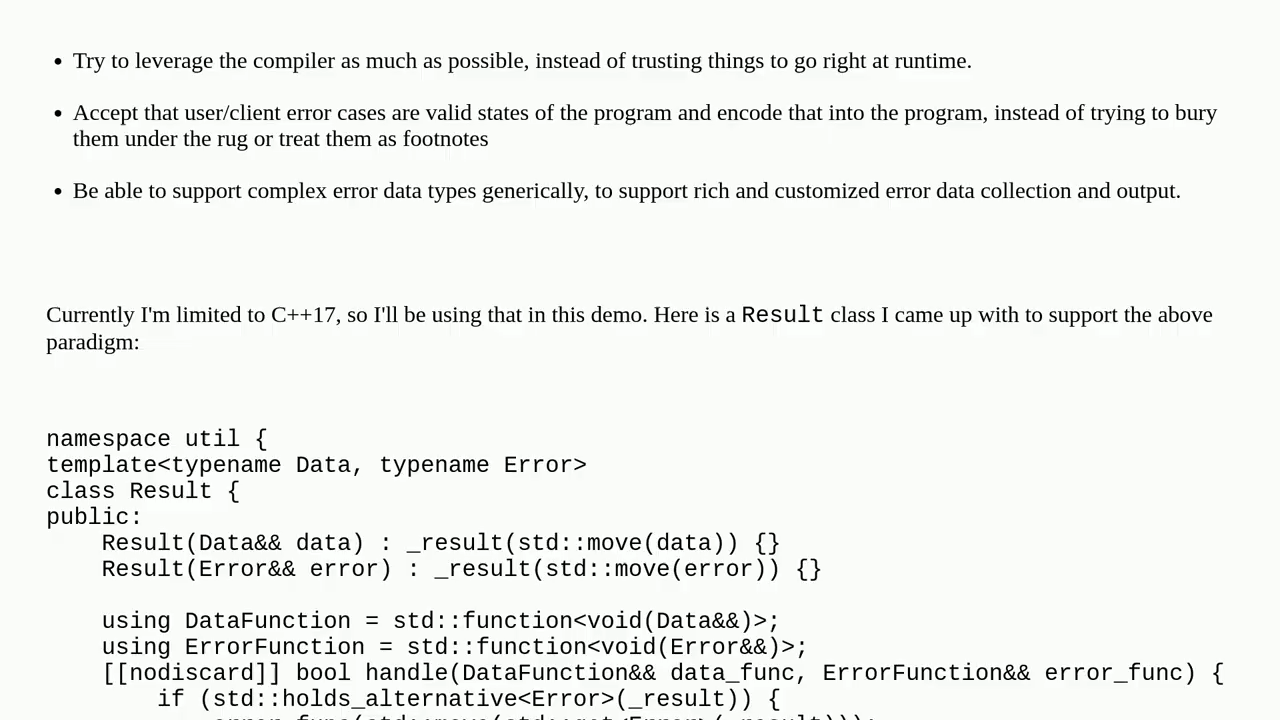 • Try to leverage the compiler as much as possible, instead of trusting things to go right at runtime.
• Accept that user/client error cases are valid states of the program and encode that into the program, instead of trying to bury
them under the rug or treat them as footnotes
• Be able to support complex error data types generically, to support rich and customized error data collection and output.
Currently I'm limited to C++17, so I'll be using that in this demo. Here is a Result class I came up with to support the above
paradigm:
namespace util {
template<typename Data, typename Error>
class Result {
public:
    Result(Data&& data) : _result(std::move(data)) {}
    Result(Error&& error) : _result(std::move(error)) {}
    using DataFunction = std::function<void(Data&&)>;
    using ErrorFunction = std::function<void(Error&&)>;
    [[nodiscard]] bool handle(DataFunction&& data_func, ErrorFunction&& error_func) {
        if (std::holds_alternative<Error>(_result)) {